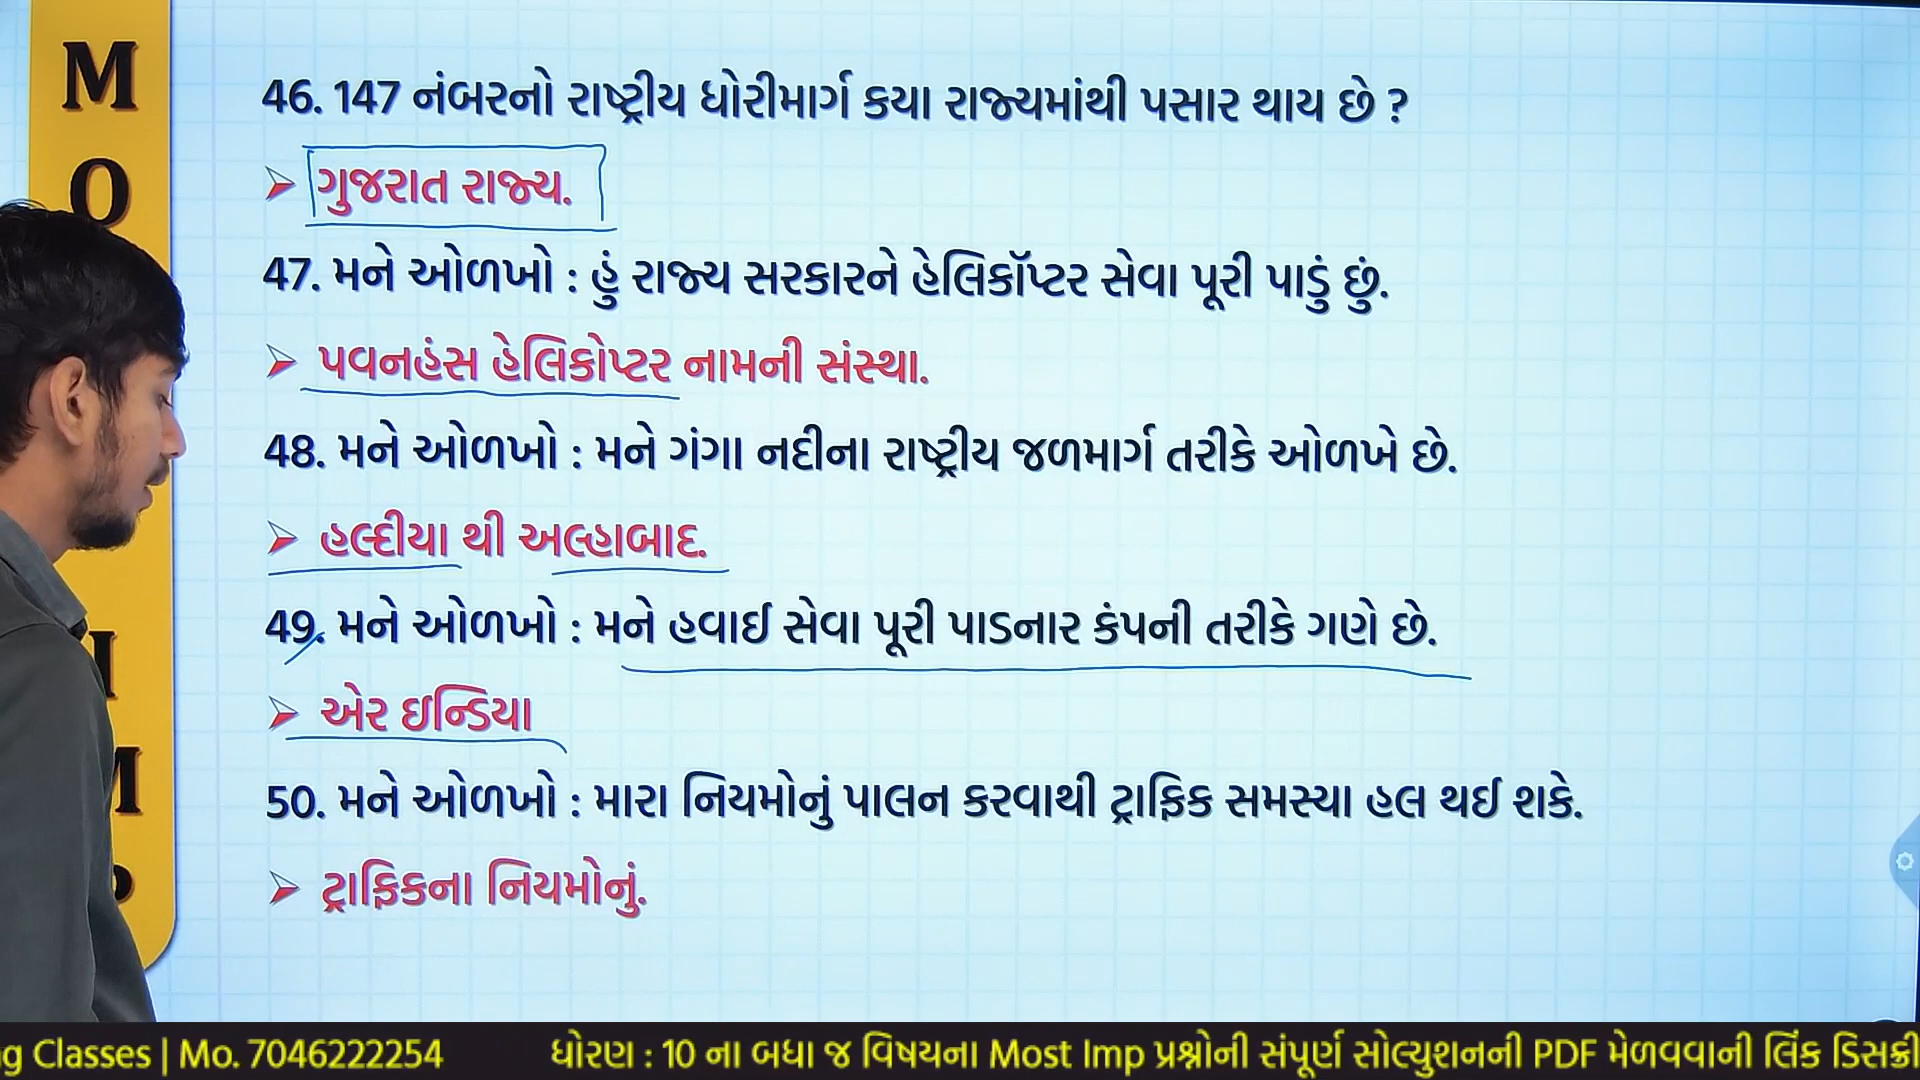 M
O
I
M
46. 147 નંબરનો રાષ્ટ્રીય ધોરીમાર્ગ કયા રાજ્યમાંથી પસાર થાય છે ?
ગુજરાત રાજ્ય.
47. મને ઓળખો : હું રાજ્ય સરકારને હેલિકૉપ્ટર સેવા પૂરી પાડું છું.
પવનહંસ હેલિકોપ્ટર નામની સંસ્થા.
48. મને ઓળખો : મને ગંગા નદીના રાષ્ટ્રીય જળમાર્ગ તરીકે ઓળખે છે.
હલ્દીયા થી અલ્હાબાદ.
49. મને ઓળખો : મને હવાઈ સેવા પૂરી પાડનાર કંપની તરીકે ગણે છે.
એર ઇન્ડિયા
50. મને ઓળખો : મારા નિયમોનું પાલન કરવાથી ટ્રાફિક સમસ્યા હલ થઈ શકે.
ટ્રાફિકના નિયમોનું.
g Classes | Mo. 7046222254 ધોરણ : 10 ના બધા જ વિષયના Most Imp પ્રશ્નોની સંપૂર્ણ સોલ્યુશનની PDF મેળવવાની લિંક ડિસક્રી